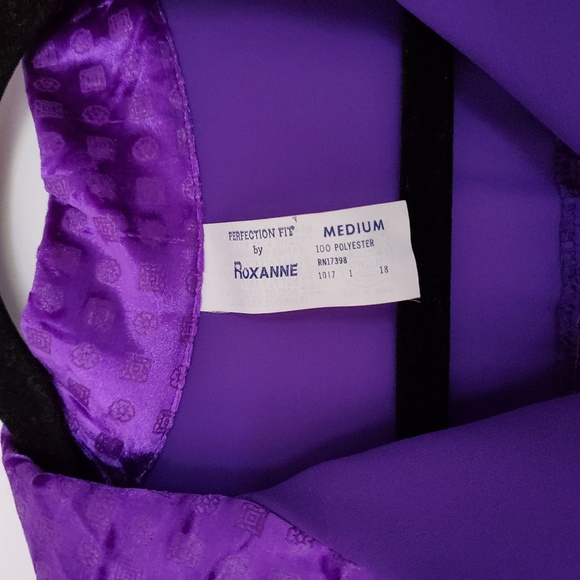 PERFECTION FIT
by
ROXANNE
MEDIUM
100 POLYESTER
RN17398
1017 1 18